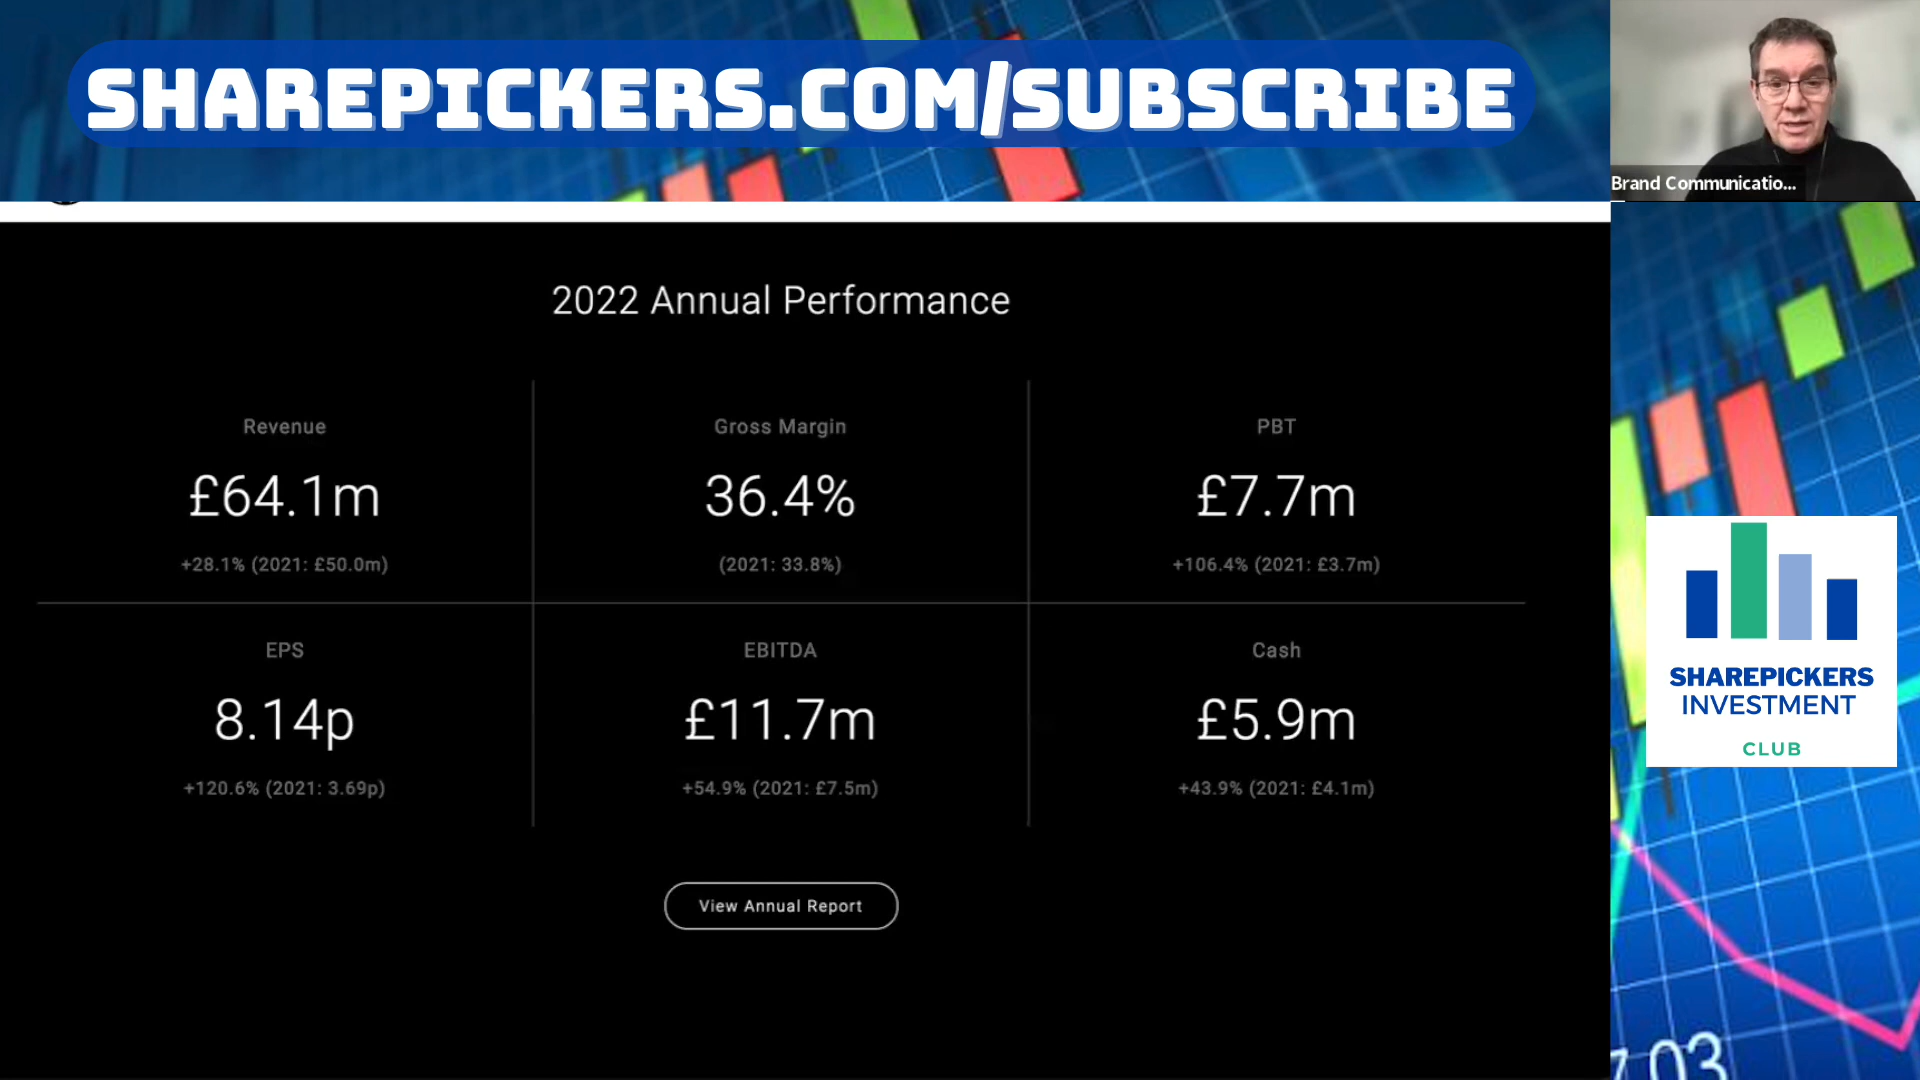 SHAREPICKERS.COM/SUBSCRIBE
Brand Communicatio...
2022 Annual Performance
Revenue
£64.1m
+28.1% (2021: £50.0m)
Gross Margin
36.4%
(2021: 33.8%)
PBT
£7.7m
+106.4% (2021: £3.7m)
EPS
8.14p
+120.6% (2021: 3.69p)
EBITDA
£11.7m
+54.9% (2021: £7.5m)
Cash
£5.9m
+43.9% (2021: £4.1m)
View Annual Report
SHAREPICKERS
INVESTMENT
CLUB
7.03